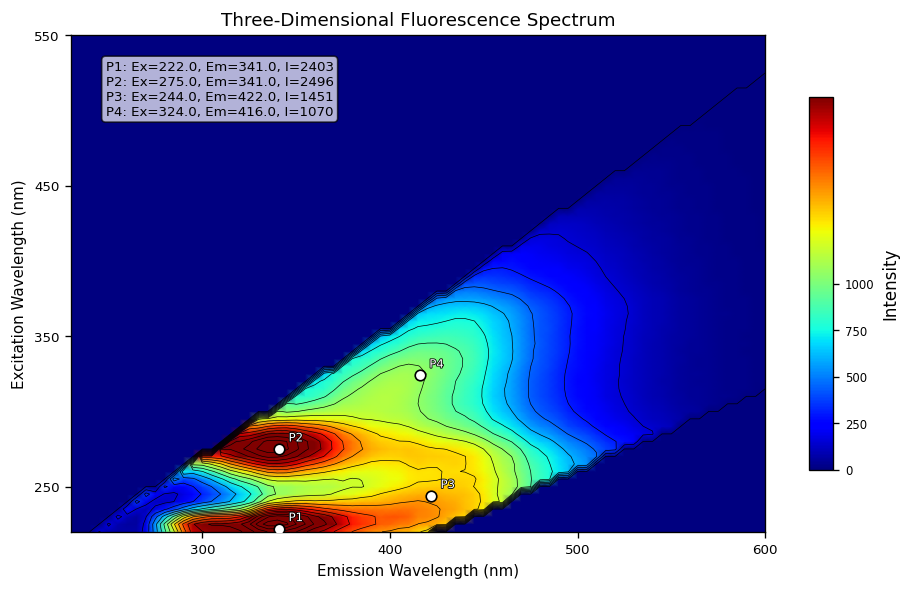 Three-Dimensional Fluorescence Spectrum
550
450
350
250
Excitation Wavelength (nm)
P1: Ex=222.0, Em=341.0, I=2403
P2: Ex=275.0, Em=341.0, I=2496
P3: Ex=244.0, Em=422.0, I=1451
P4: Ex=324.0, Em=416.0, I=1070
P4
P2
P3
P1
300
400
500
600
Emission Wavelength (nm)
1000
750
500
250
0
Intensity